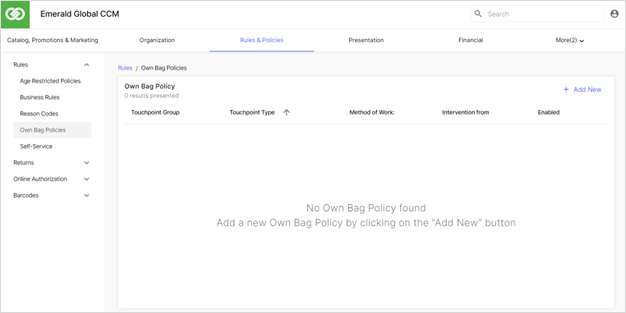 Emerald Global CCM
Search
Catalog, Promotions & Marketing
Organization
Rules & Policies
Presentation
Financial
More(2)
Rules
Age Restricted Policies
Business Rules
Reason Codes
Own Bag Policies
Self-Service
Returns
Online Authorization
Barcodes
Rules / Own Bag Policies
Own Bag Policy
0 results presented
+ Add New
Touchpoint Group
Touchpoint Type
Method of Work:
Intervention from
Enabled
No Own Bag Policy found
Add a new Own Bag Policy by clicking on the "Add New" button